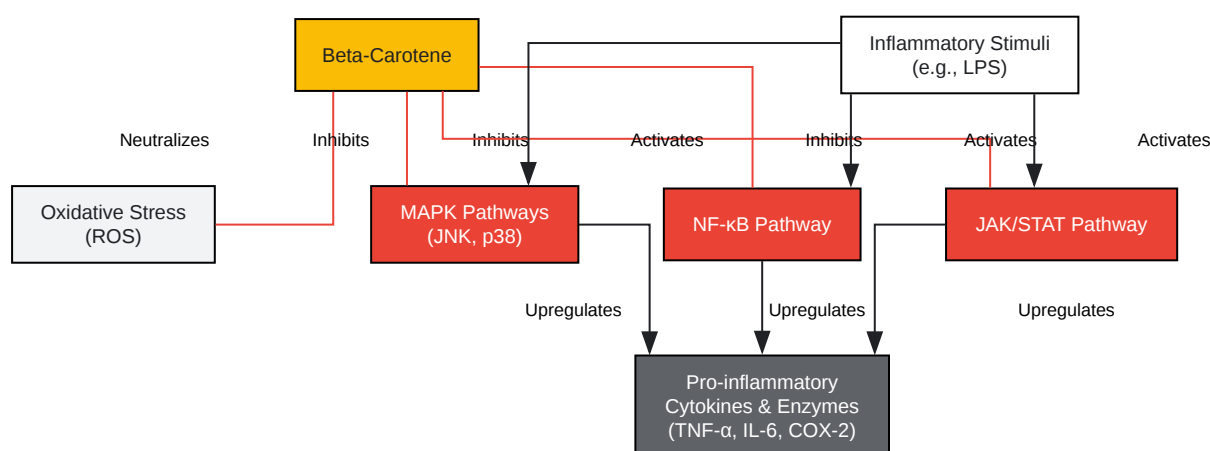 Beta-Carotene
Inflammatory Stimuli
(e.g., LPS)
Neutralizes
Inhibits
Inhibits
Activates
Inhibits
Activates
Activates
Oxidative Stress
(ROS)
MAPK Pathways
(JNK, p38)
NF-κB Pathway
JAK/STAT Pathway
Upregulates
Upregulates
Upregulates
Pro-inflammatory
Cytokines & Enzymes
(TNF-α, IL-6, COX-2)